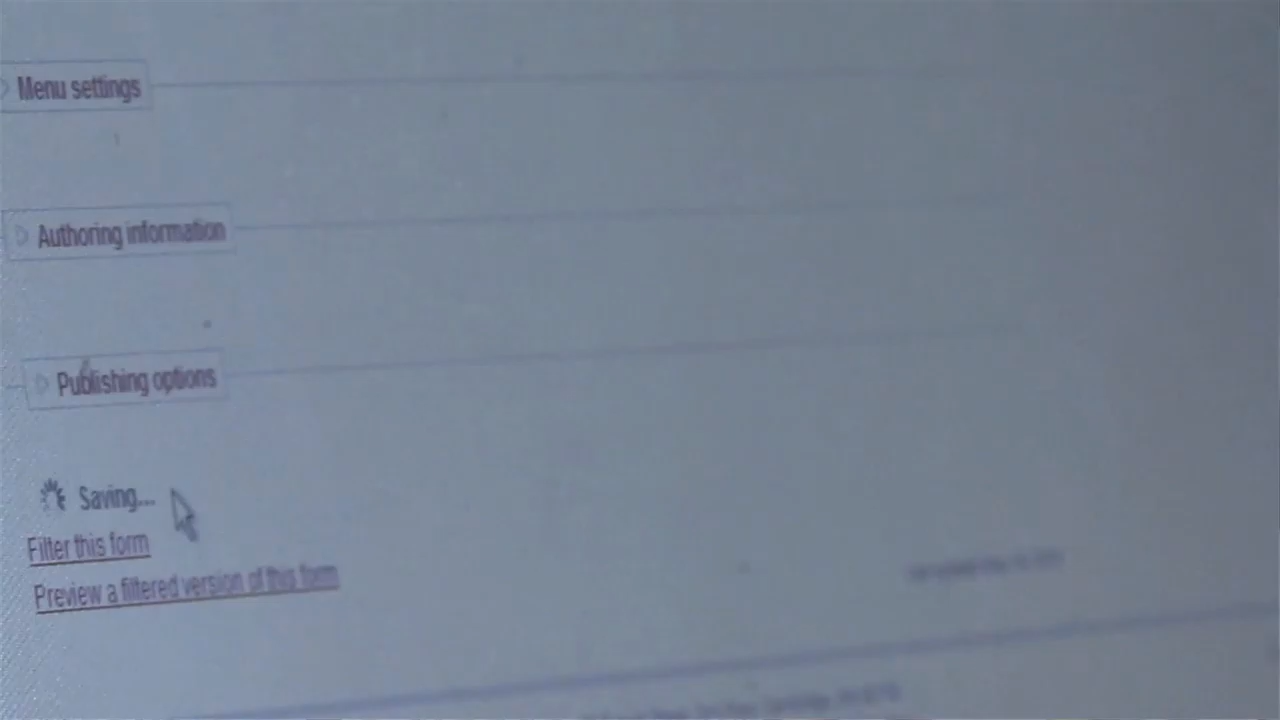 Menu settings
Authoring information
Publishing options
Saving...
Filter this form
Preview a filtered version of this form